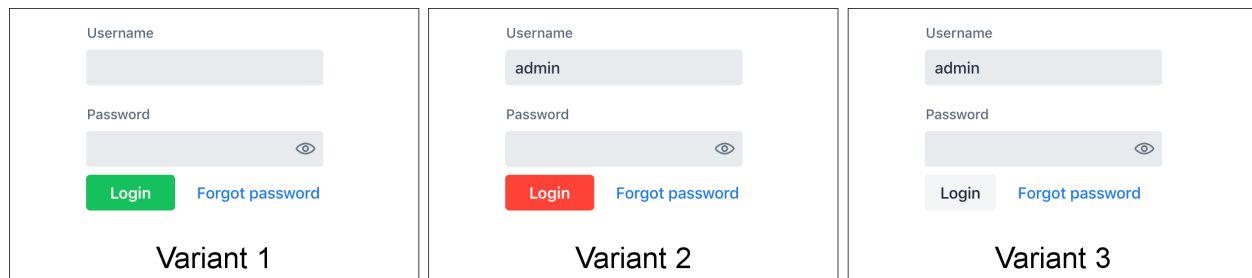 Username
Password
Login Forgot password
Variant 1
Username
admin
Password
Login Forgot password
Variant 2
Username
admin
Password
Login Forgot password
Variant 3